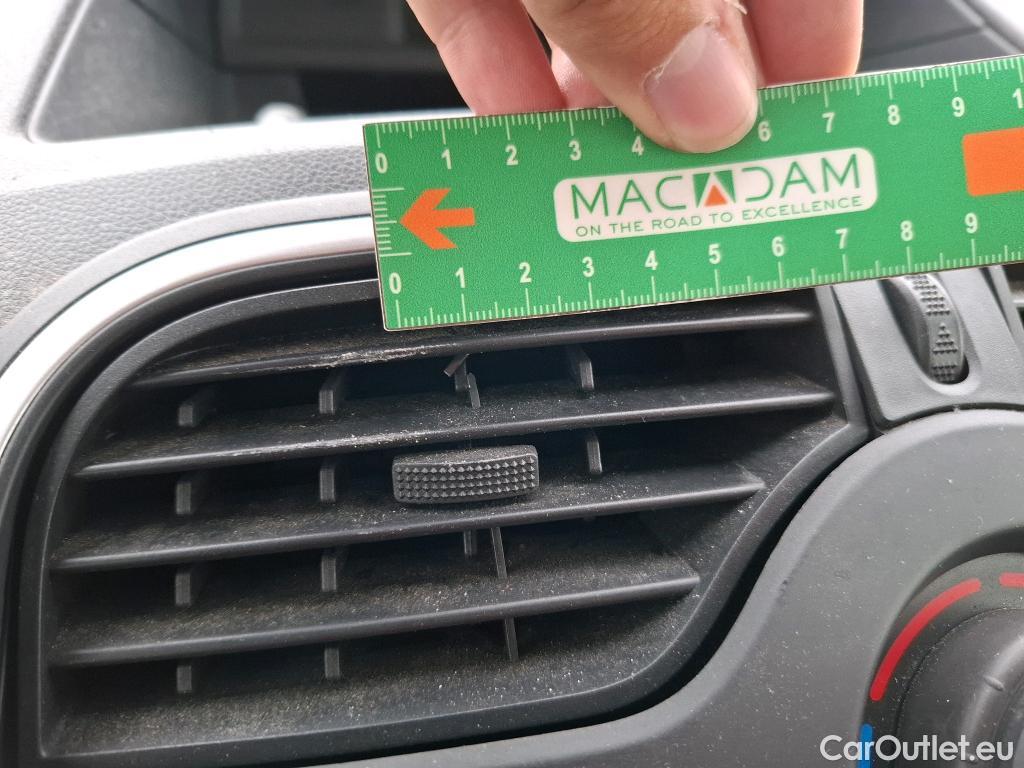 0 1 2 3 4 6 7 8 9 1
MACADAM
ON THE ROAD TO EXCELLENCE
0 1 2 3 4 5 6 7 8 9
CarOutlet.eu